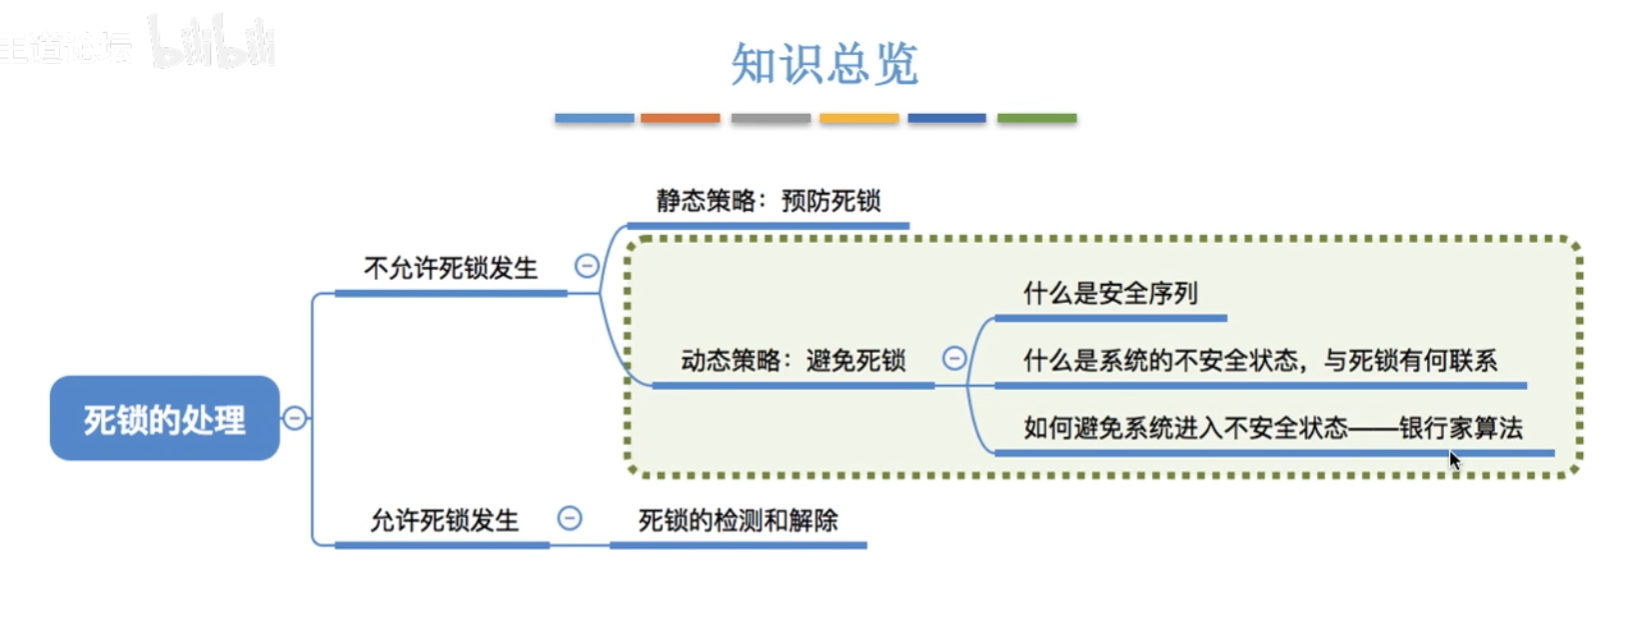 王道论坛 bilibili
知识总览
静态策略：预防死锁
不允许死锁发生
什么是安全序列
动态策略：避免死锁
什么是系统的不安全状态，与死锁有何联系
如何避免系统进入不安全状态——银行家算法
死锁的处理
允许死锁发生
死锁的检测和解除